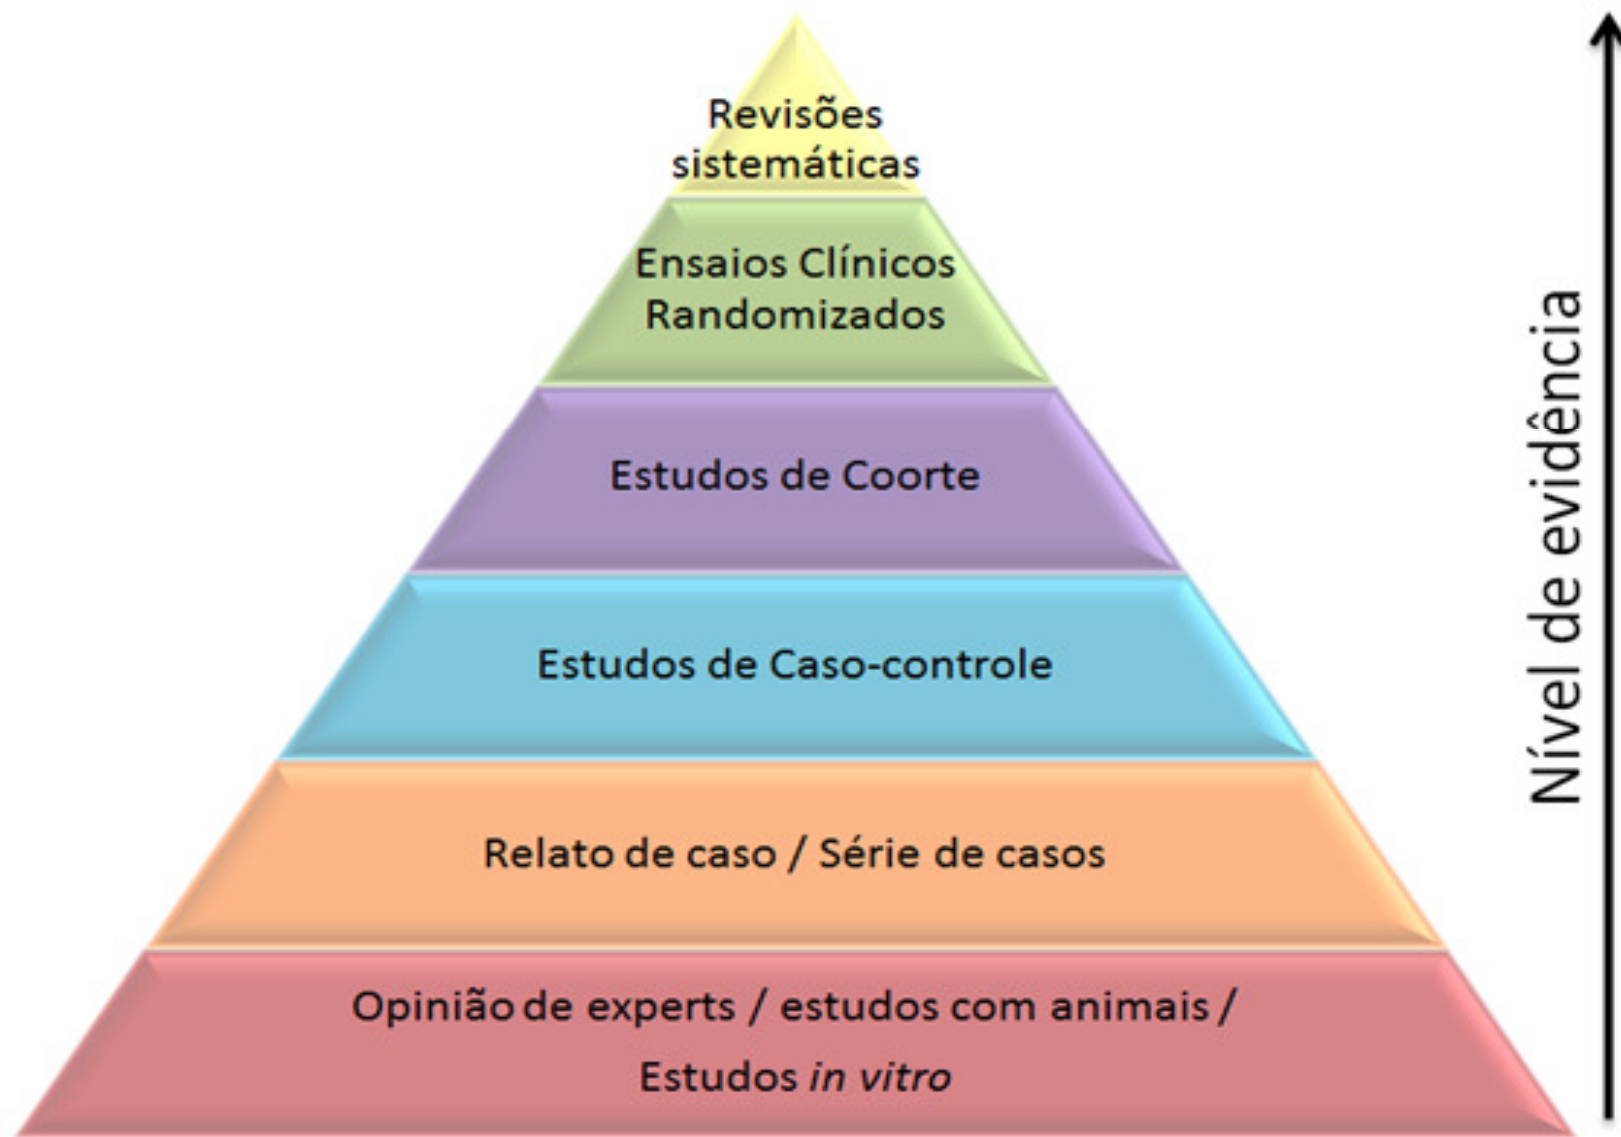 Revisões
sistemáticas
Ensaios Clínicos
Randomizados
Estudos de Coorte
Estudos de Caso-controle
Relato de caso / Série de casos
Opinião de experts / estudos com animais /
Estudos in vitro
Nível de evidência